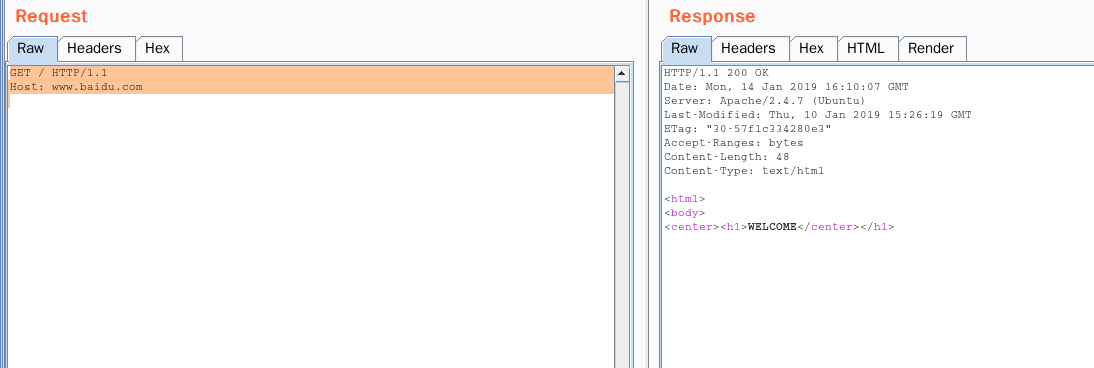 Request
Raw Headers Hex
GET / HTTP/1.1
Host: www.baidu.com
Response
Raw Headers Hex HTML Render
HTTP/1.1 200 OK
Date: Mon, 14 Jan 2019 16:10:07 GMT
Server: Apache/2.4.7 (Ubuntu)
Last-Modified: Thu, 10 Jan 2019 15:26:19 GMT
ETag: "30-57f1c334280e3"
Accept-Ranges: bytes
Content-Length: 48
Content-Type: text/html
<html>
<body>
<center><h1>WELCOME</center></h1>